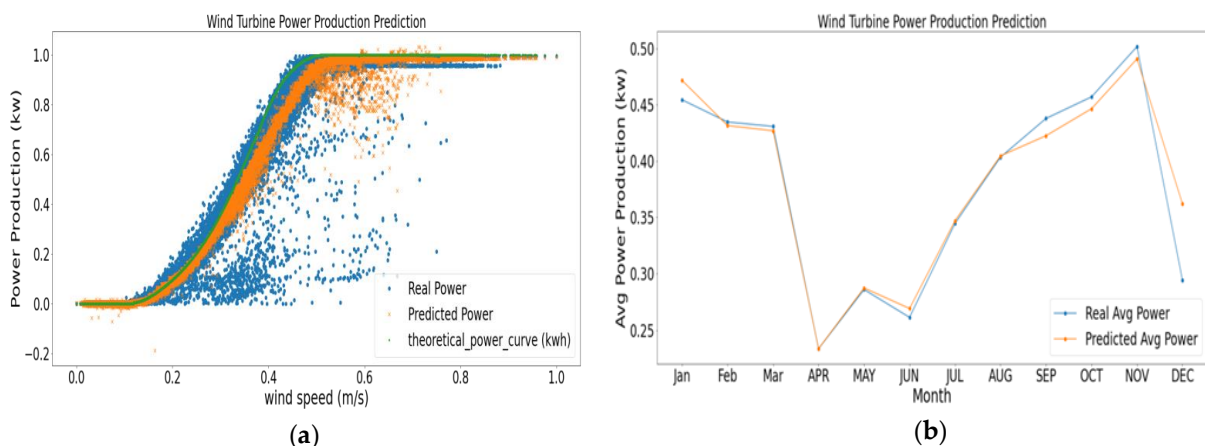 Wind Turbine Power Production Prediction
Power Production (kw)
1.0
0.8
0.6
0.4
0.2
0.0
−0.2
Real Power
Predicted Power
theoretical_power_curve (kwh)
0.0 0.2 0.4 0.6 0.8 1.0
wind speed (m/s)
(a)
Wind Turbine Power Production Prediction
Avg Power Production (kw)
0.50
0.45
0.40
0.35
0.30
0.25
Real Avg Power
Predicted Avg Power
Jan Feb Mar APR MAY JUN JUL AUG SEP OCT NOV DEC
Month
(b)